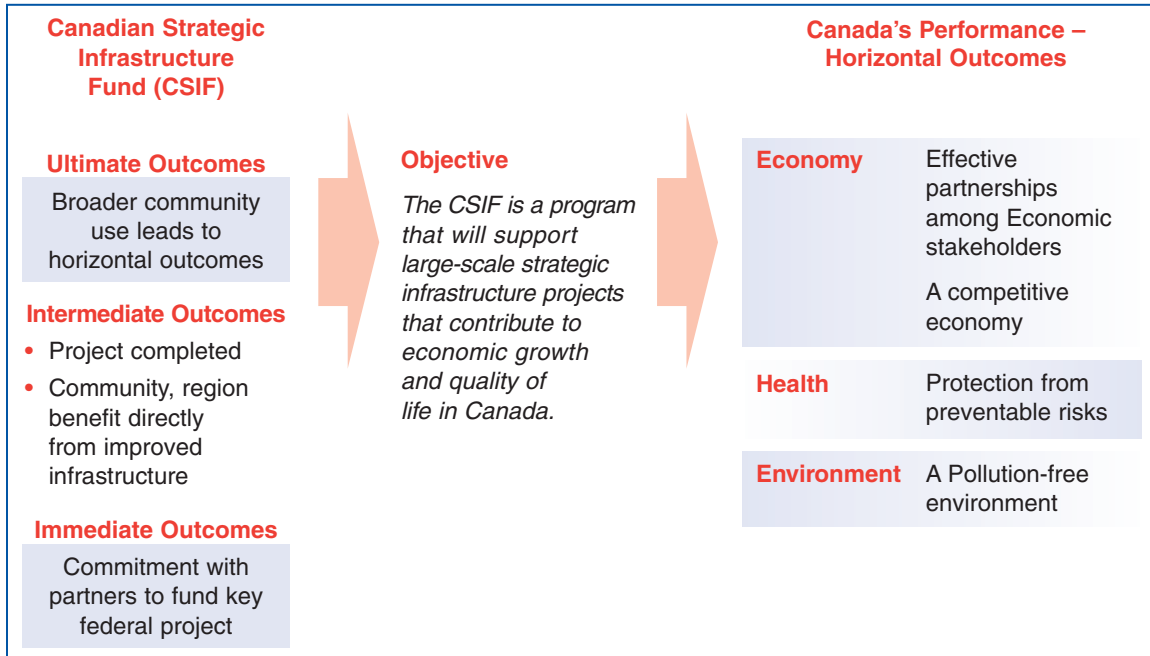 Canadian Strategic
Infrastructure
Fund (CSIF)
Ultimate Outcomes
Broader community
use leads to
horizontal outcomes
Intermediate Outcomes
• Project completed
• Community, region
benefit directly
from improved
infrastructure
Immediate Outcomes
Commitment with
partners to fund key
federal project
Objective
The CSIF is a program
that will support
large-scale strategic
infrastructure projects
that contribute to
economic growth
and quality of
life in Canada.
Canada's Performance –
Horizontal Outcomes
Economy
Effective
partnerships
among Economic
stakeholders
A competitive
economy
Health
Protection from
preventable risks
Environment
A Pollution-free
environment